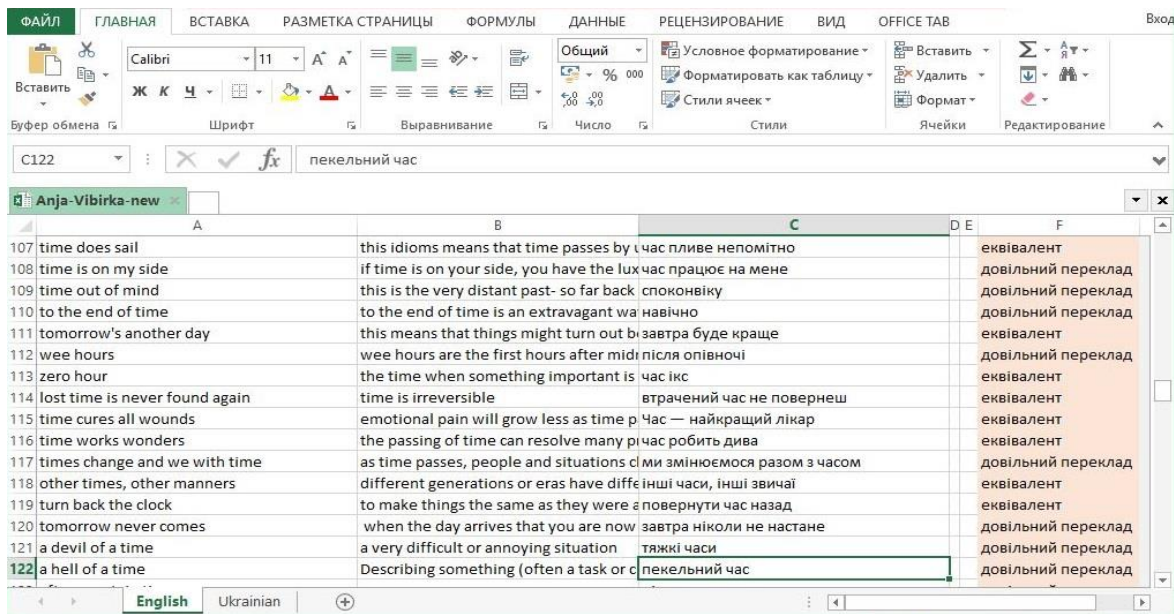 ФАЙЛ ГЛАВНАЯ ВСТАВКА РАЗМЕТКА СТРАНИЦЫ ФОРМУЛЫ ДАННЫЕ РЕЦЕНЗИРОВАНИЕ ВИД OFFICE TAB Вход
Calibri 11 Общий Условное форматирование Вставить
Вставить Ж К Ч % 000 Форматировать как таблицу Удалить
Стили ячеек Формат
Буфер обмена Шрифт Выравнивание Число Стили Ячейки Редактирование
C122 fx пекельний час
Anja-Vibirka-new
A B C D E F
107 time does sail this idioms means that time passes by час пливе непомітно еквівалент
108 time is on my side if time is on your side, you have the lux час працює на мене довільний переклад
109 time out of mind this is the very distant past- so far back споконвіку довільний переклад
110 to the end of time to the end of time is an extravagant wa навічно довільний переклад
111 tomorrow's another day this means that things might turn out b завтра буде краще еквівалент
112 wee hours wee hours are the first hours after midn після опівночі довільний переклад
113 zero hour the time when something important is час ікс еквівалент
114 lost time is never found again time is irreversible втрачений час не повернеш еквівалент
115 time cures all wounds emotional pain will grow less as time p Час — найкращий лікар еквівалент
116 time works wonders the passing of time can resolve many p час робить дива еквівалент
117 times change and we with time as time passes, people and situations c ми змінюємося разом з часом довільний переклад
118 other times, other manners different generations or eras have diffe інші часи, інші звичаї еквівалент
119 turn back the clock to make things the same as they were a повернути час назад еквівалент
120 tomorrow never comes when the day arrives that you are now завтра ніколи не настане довільний переклад
121 a devil of a time a very difficult or annoying situation тяжкі часи довільний переклад
122 a hell of a time Describing something (often a task or c пекельний час довільний переклад
English Ukrainian